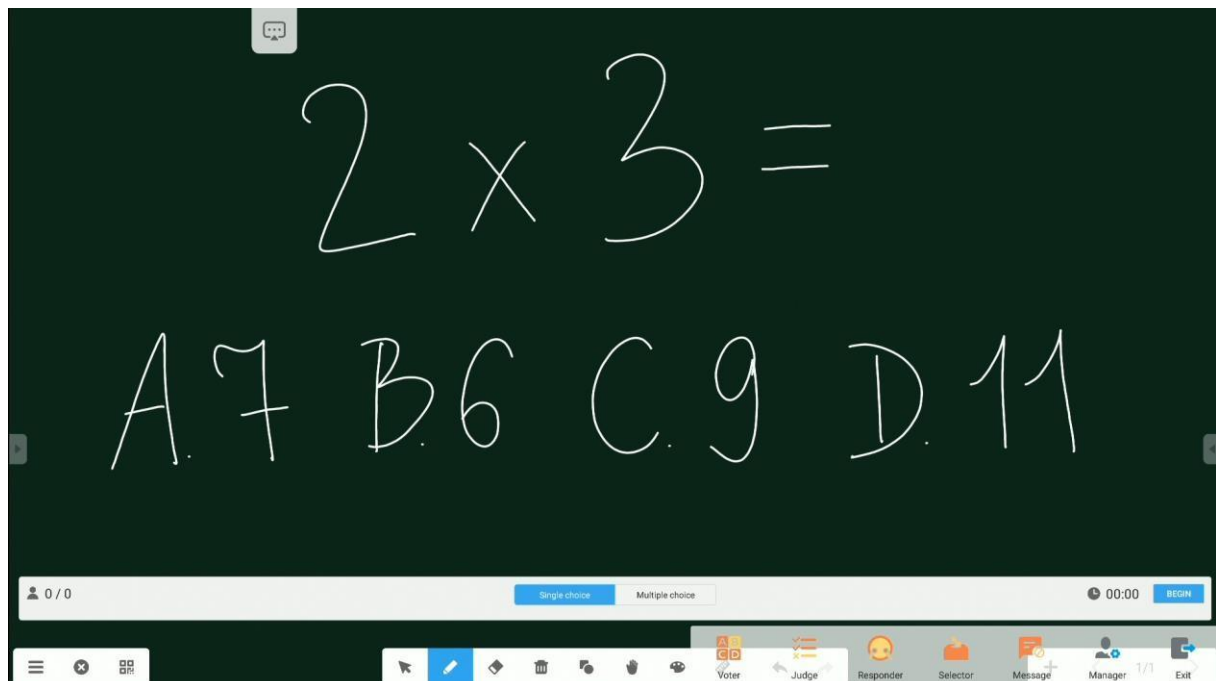 2 x 3 =
A. 7 B. 6 C. 9 D. 11
0 / 0 Single choice Multiple choice 00:00 BEGIN
Voter Judge Responder Selector Message Manager 1/1 Exit